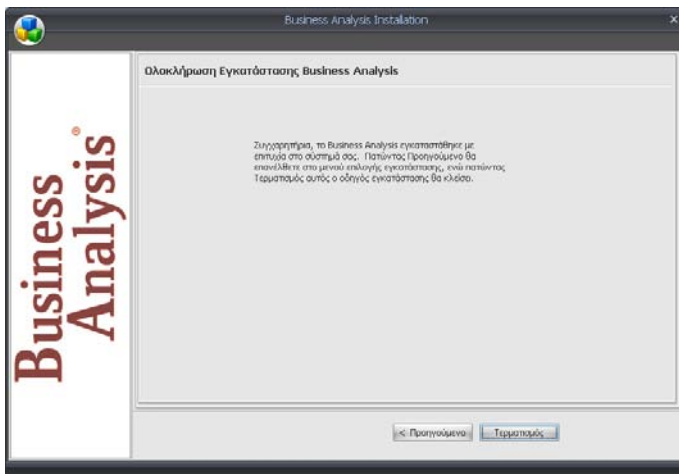 Business Analysis Installation
x
Ολοκλήρωση Εγκατάστασης Business Analysis
Συγχαρητήρια, το Business Analysis εγκαταστάθηκε με
επιτυχία στο σύστημά σας. Πατώντας Προηγούμενο θα
επανέλθετε στο μενού επιλογής εγκατάστασης, ενώ πατώντας
Τερματισμός αυτός ο οδηγός εγκατάστασης θα κλείσει.
Business
Analysis®
< Προηγούμενο
Τερματισμός